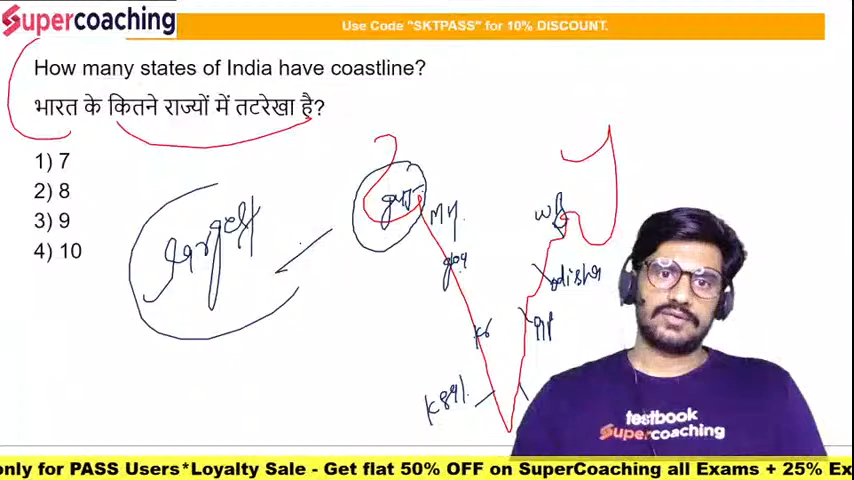 Supercoaching
Use Code "SKTPASS" for 10% DISCOUNT.
How many states of India have coastline?
भारत के कितने राज्यों में तटरेखा है?
1) 7
2) 8
3) 9
4) 10
guj
MH.
goa
WB
odisha
AP
testbook
Supercoaching
only for PASS Users*Loyalty Sale - Get flat 50% OFF on SuperCoaching all Exams + 25% Ex